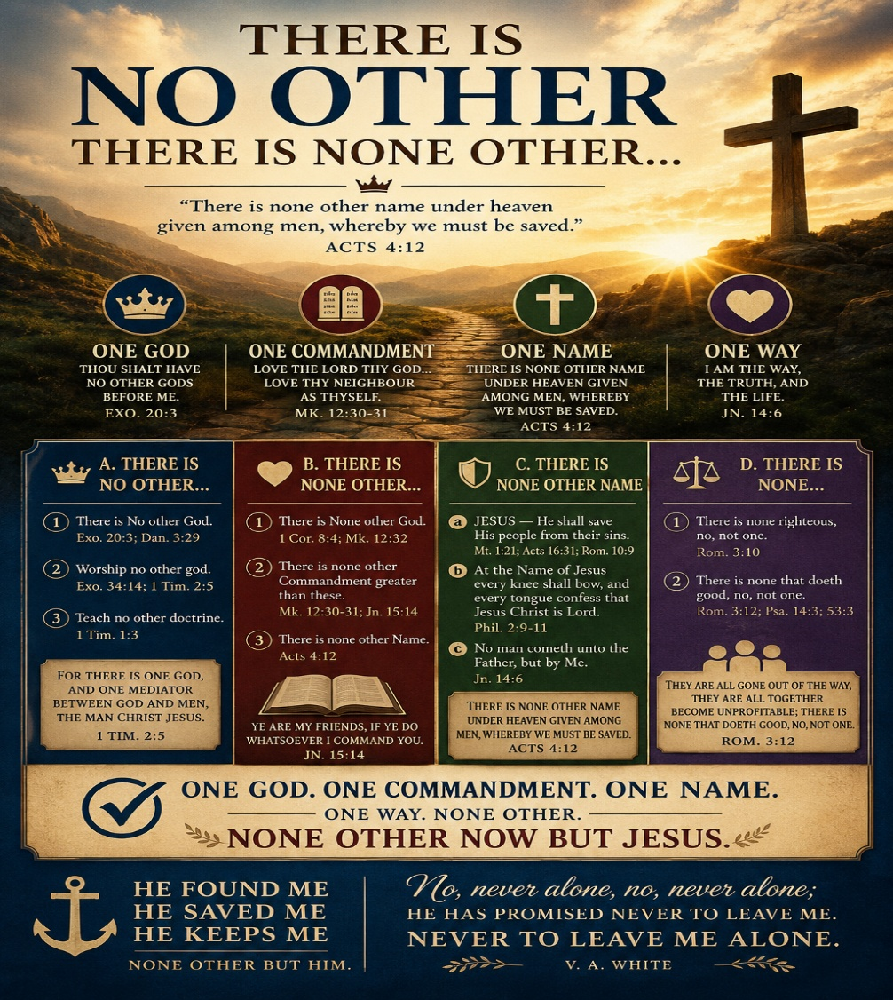 THERE IS
NO OTHER
THERE IS NONE OTHER...
“There is none other name under heaven
given among men, whereby we must be saved.”
ACTS 4:12
ONE GOD
THOU SHALT HAVE
NO OTHER GODS
BEFORE ME.
EXO. 20:3
ONE COMMANDMENT
LOVE THE LORD THY GOD...
LOVE THY NEIGHBOUR
AS THYSELF.
MK. 12:30-31
ONE NAME
THERE IS NONE OTHER NAME
UNDER HEAVEN GIVEN
AMONG MEN, WHEREBY
WE MUST BE SAVED.
ACTS 4:12
ONE WAY
I AM THE WAY,
THE TRUTH, AND
THE LIFE.
JN. 14:6
A. THERE IS
NO OTHER...
1 There is No other God.
Exo. 20:3; Dan. 3:29
2 Worship no other god.
Exo. 34:14; 1 Tim. 2:5
3 Teach no other doctrine.
1 Tim. 1:3
FOR THERE IS ONE GOD,
AND ONE MEDIATOR
BETWEEN GOD AND MEN,
THE MAN CHRIST JESUS.
1 TIM. 2:5
B. THERE IS
NONE OTHER...
1 There is None other God.
1 Cor. 8:4; Mk. 12:32
2 There is none other
Commandment greater
than these.
Mk. 12:30-31; Jn. 15:14
3 There is none other Name.
Acts 4:12
YE ARE MY FRIENDS, IF YE DO
WHATSOEVER I COMMAND YOU.
JN. 15:14
C. THERE IS
NONE OTHER NAME
a JESUS — He shall save
His people from their sins.
Mt. 1:21; Acts 16:31; Rom. 10:9
b At the Name of Jesus
every knee shall bow, and
every tongue confess that
Jesus Christ is Lord.
Phil. 2:9-11
c No man cometh unto the
Father, but by Me.
Jn. 14:6
THERE IS NONE OTHER NAME
UNDER HEAVEN GIVEN AMONG
MEN, WHEREBY WE MUST BE SAVED.
ACTS 4:12
D. THERE IS
NONE...
1 There is none righteous,
no, not one.
Rom. 3:10
2 There is none that doeth
good, no, not one.
Rom. 3:12; Psa. 14:3; 53:3
THEY ARE ALL GONE OUT OF THE WAY,
THEY ARE ALL TOGETHER
BECOME UNPROFITABLE; THERE IS
NONE THAT DOETH GOOD, NO, NOT ONE.
ROM. 3:12
ONE GOD. ONE COMMANDMENT. ONE NAME.
ONE WAY. NONE OTHER.
NONE OTHER NOW BUT JESUS.
HE FOUND ME
HE SAVED ME
HE KEEPS ME
NONE OTHER BUT HIM.
No, never alone, no, never alone;
HE HAS PROMISED NEVER TO LEAVE ME.
NEVER TO LEAVE ME ALONE.
V. A. WHITE